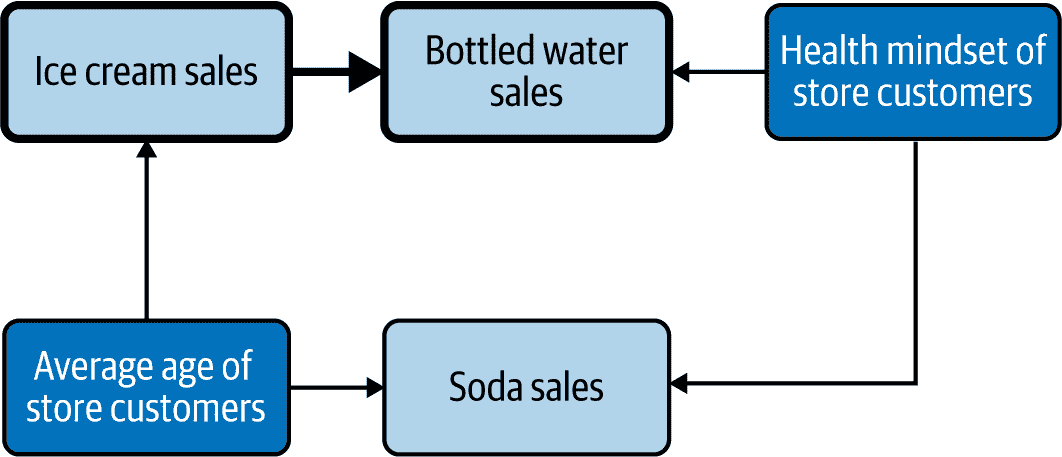 Ice cream sales
Bottled water
sales
Health mindset of
store customers
Average age of
store customers
Soda sales